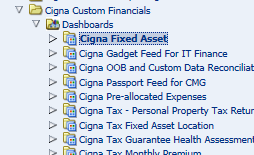 Cigna Custom Financials
Dashboards
Cigna Fixed Asset
Cigna Gadget Feed For IT Finance
Cigna OOB and Custom Data Reconciliat
Cigna Passport Feed for CMG
Cigna Pre-allocated Expenses
Cigna Tax - Personal Property Tax Retur
Cigna Tax Fixed Asset Location
Cigna Tax Guarantee Health Assessment
Cigna Tax Monthly Premium